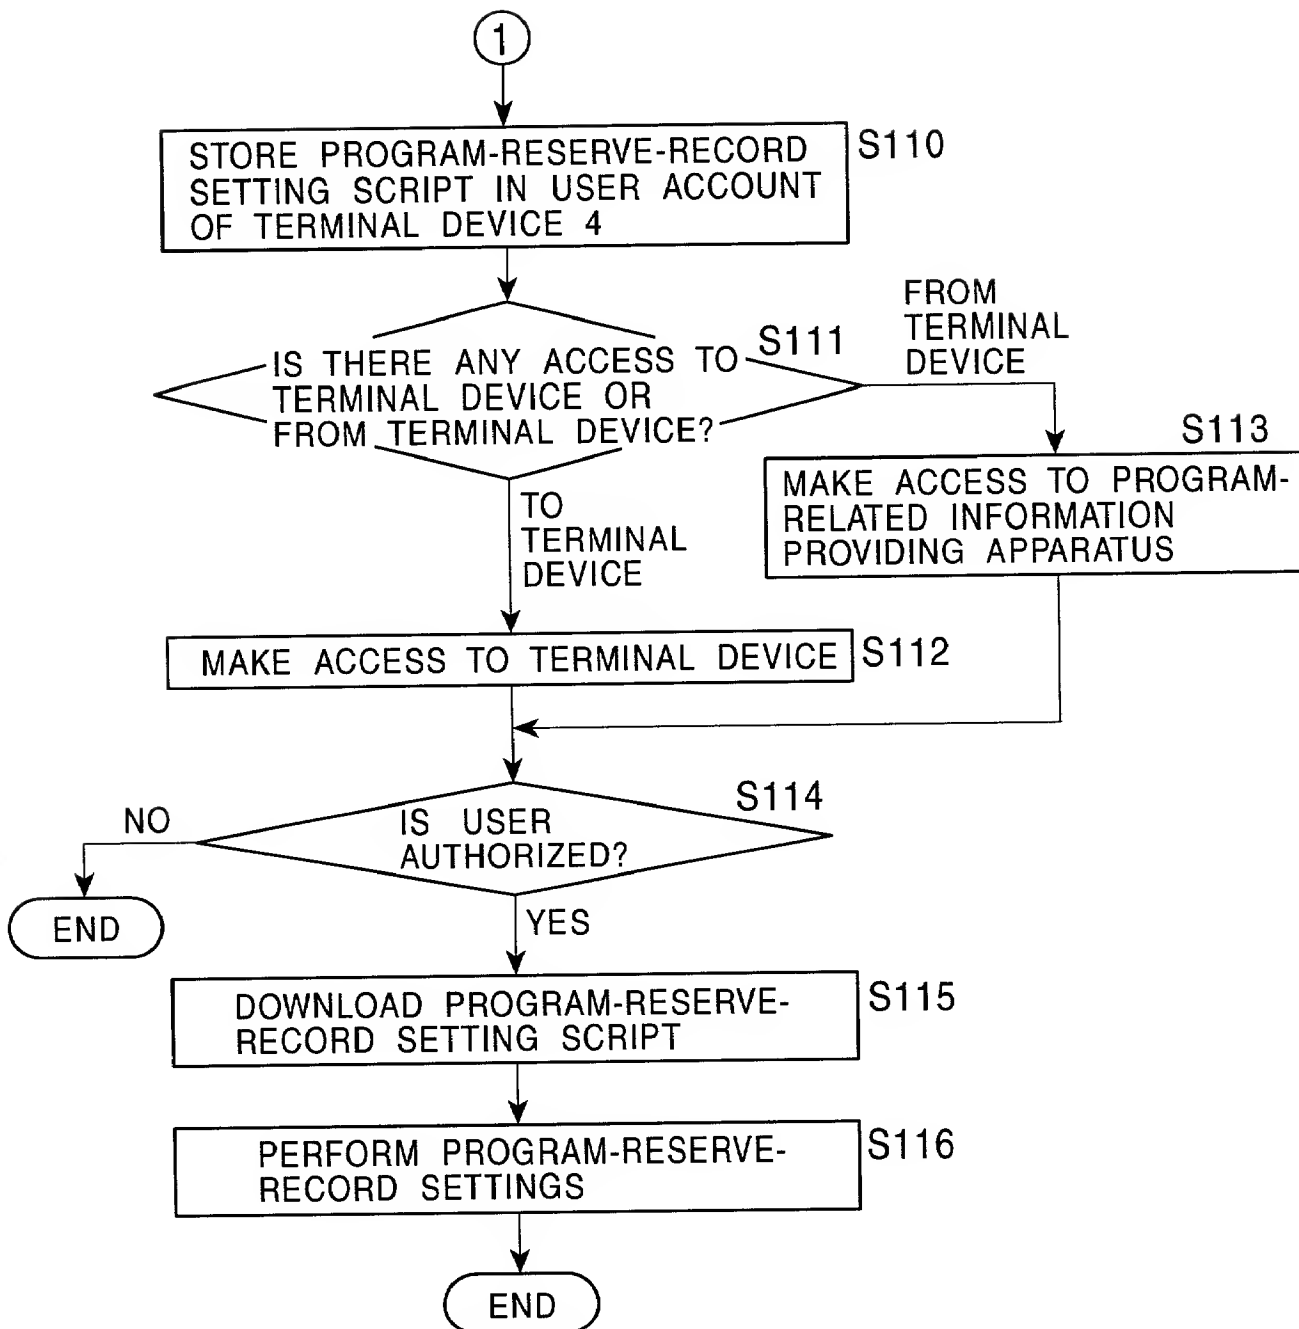 1
STORE PROGRAM-RESERVE-RECORD
SETTING SCRIPT IN USER ACCOUNT
OF TERMINAL DEVICE 4
S110
IS THERE ANY ACCESS TO
TERMINAL DEVICE OR
FROM TERMINAL DEVICE?
S111
FROM
TERMINAL
DEVICE
S113
MAKE ACCESS TO PROGRAM-
RELATED INFORMATION
PROVIDING APPARATUS
TO
TERMINAL
DEVICE
MAKE ACCESS TO TERMINAL DEVICE
S112
S114
IS USER
AUTHORIZED?
NO
END
YES
DOWNLOAD PROGRAM-RESERVE-
RECORD SETTING SCRIPT
S115
PERFORM PROGRAM-RESERVE-
RECORD SETTINGS
S116
END